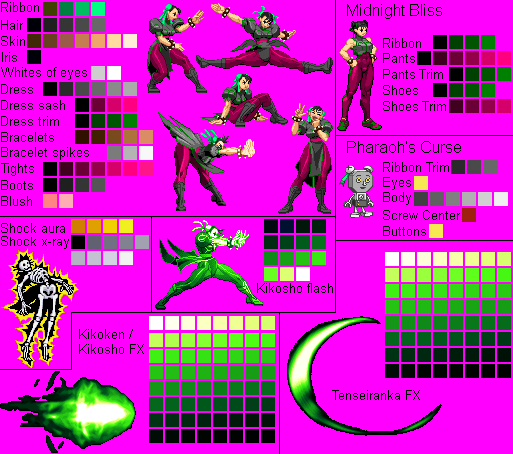 Ribbon
Hair
Skin
Iris
Whites of eyes
Dress
Dress sash
Dress trim
Bracelets
Bracelet spikes
Tights
Boots
Blush
Midnight Bliss
Ribbon
Pants
Pants Trim
Shoes
Shoes Trim
Pharaoh's Curse
Ribbon Trim
Eyes
Body
Screw Center
Buttons
Shock aura
Shock x-ray
Kikosho flash
Kikoken /
Kikosho FX
Tenseiranka FX